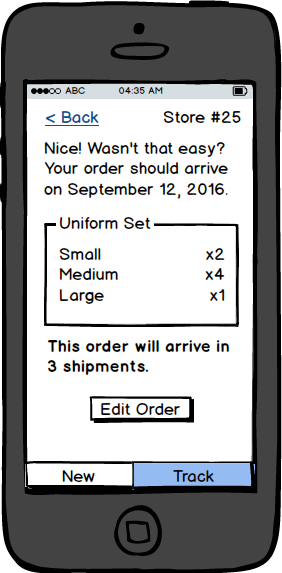 ABC 04:35 AM
< Back Store #25
Nice! Wasn't that easy?
Your order should arrive
on September 12, 2016.
Uniform Set
Small x2
Medium x4
Large x1
This order will arrive in
3 shipments.
Edit Order
New Track